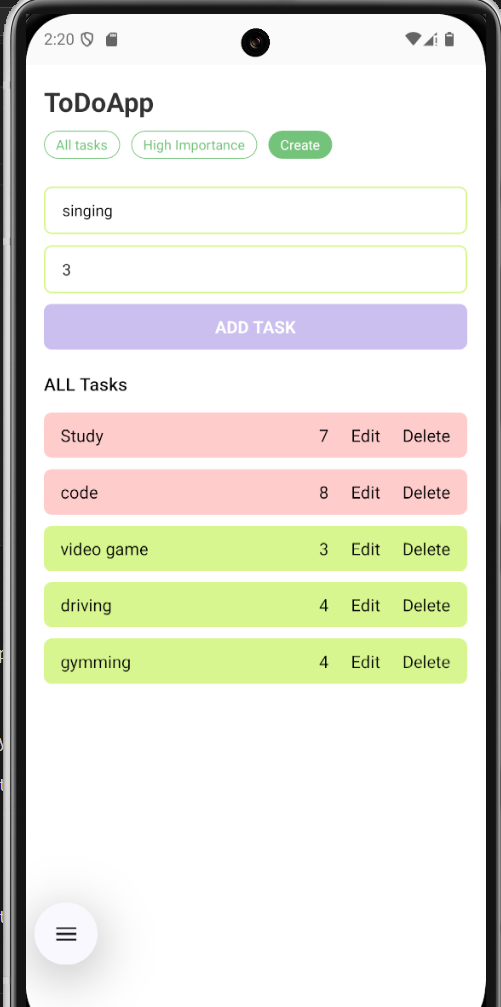 2:20
ToDoApp
All tasks High Importance Create
singing
3
ADD TASK
ALL Tasks
Study 7 Edit Delete
code 8 Edit Delete
video game 3 Edit Delete
driving 4 Edit Delete
gymming 4 Edit Delete